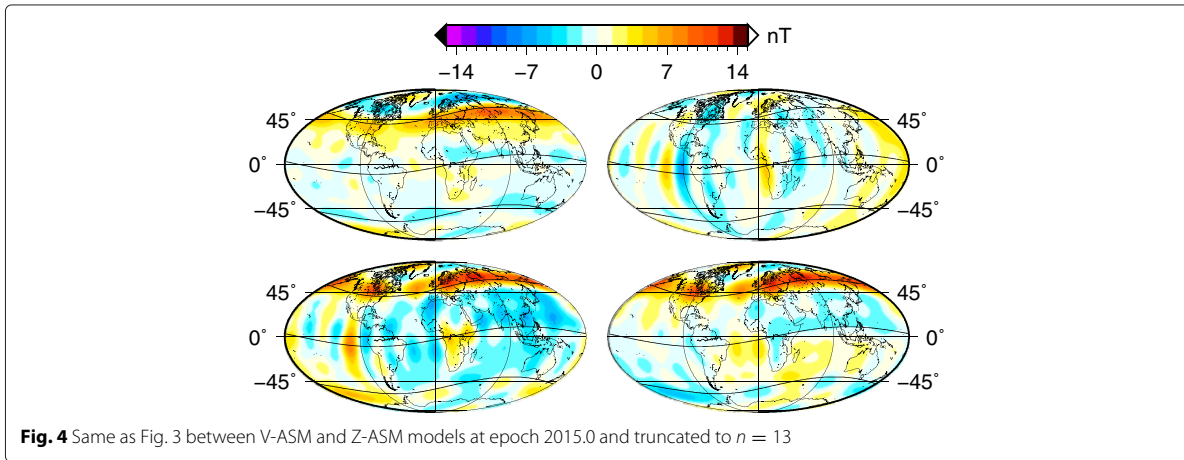 nT
−14 −7 0 7 14
45° 45°
0° 0°
−45° −45°
45° 45°
0° 0°
−45° −45°
Fig. 4 Same as Fig. 3 between V-ASM and Z-ASM models at epoch 2015.0 and truncated to n = 13